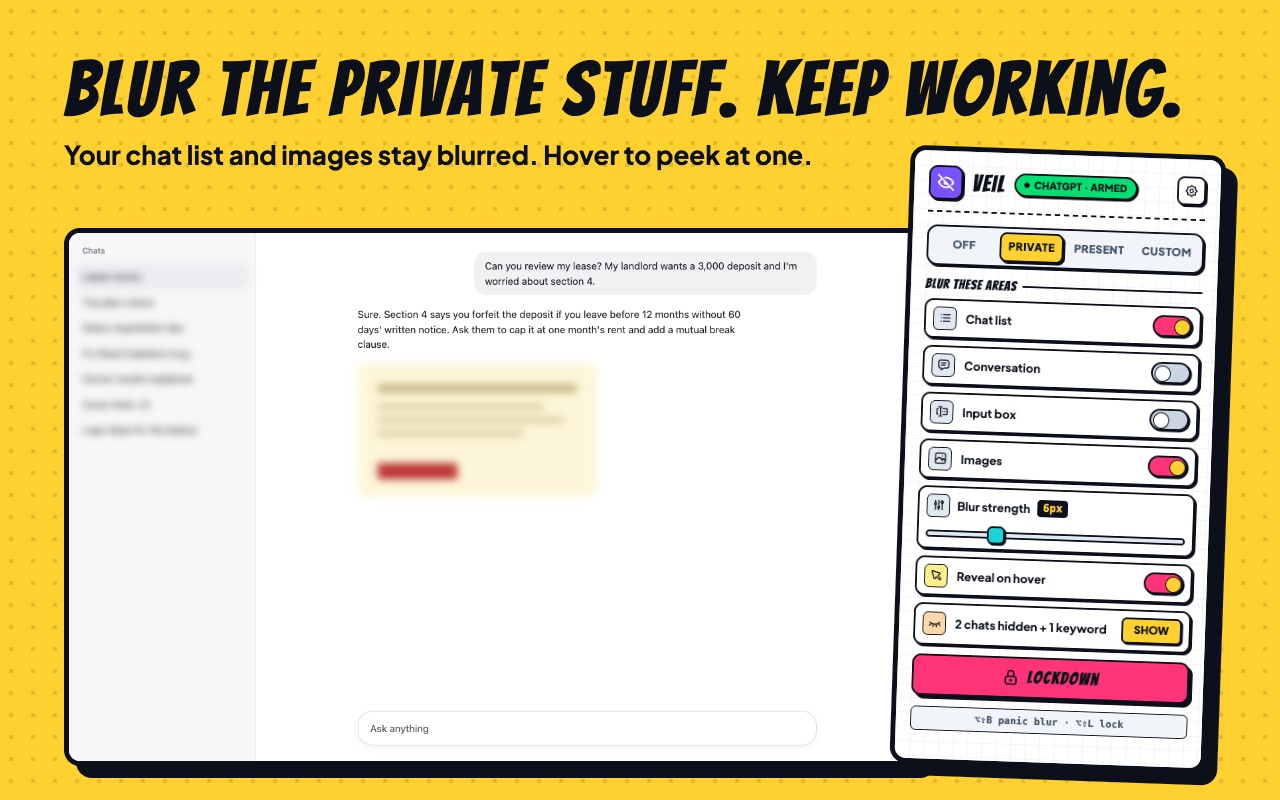 BLUR THE PRIVATE STUFF. KEEP WORKING.
Your chat list and images stay blurred. Hover to peek at one.
Chats
Can you review my lease? My landlord wants a 3,000 deposit and I'm
worried about section 4.
Sure. Section 4 says you forfeit the deposit if you leave before 12 months without 60
days' written notice. Ask them to cap it at one month's rent and add a mutual break
clause.
Ask anything
VEIL
CHATGPT · ARMED
OFF PRIVATE PRESENT CUSTOM
BLUR THESE AREAS
Chat list
Conversation
Input box
Images
Blur strength 6px
Reveal on hover
2 chats hidden + 1 keyword SHOW
LOCKDOWN
⌥⇧B panic blur · ⌥⇧L lock